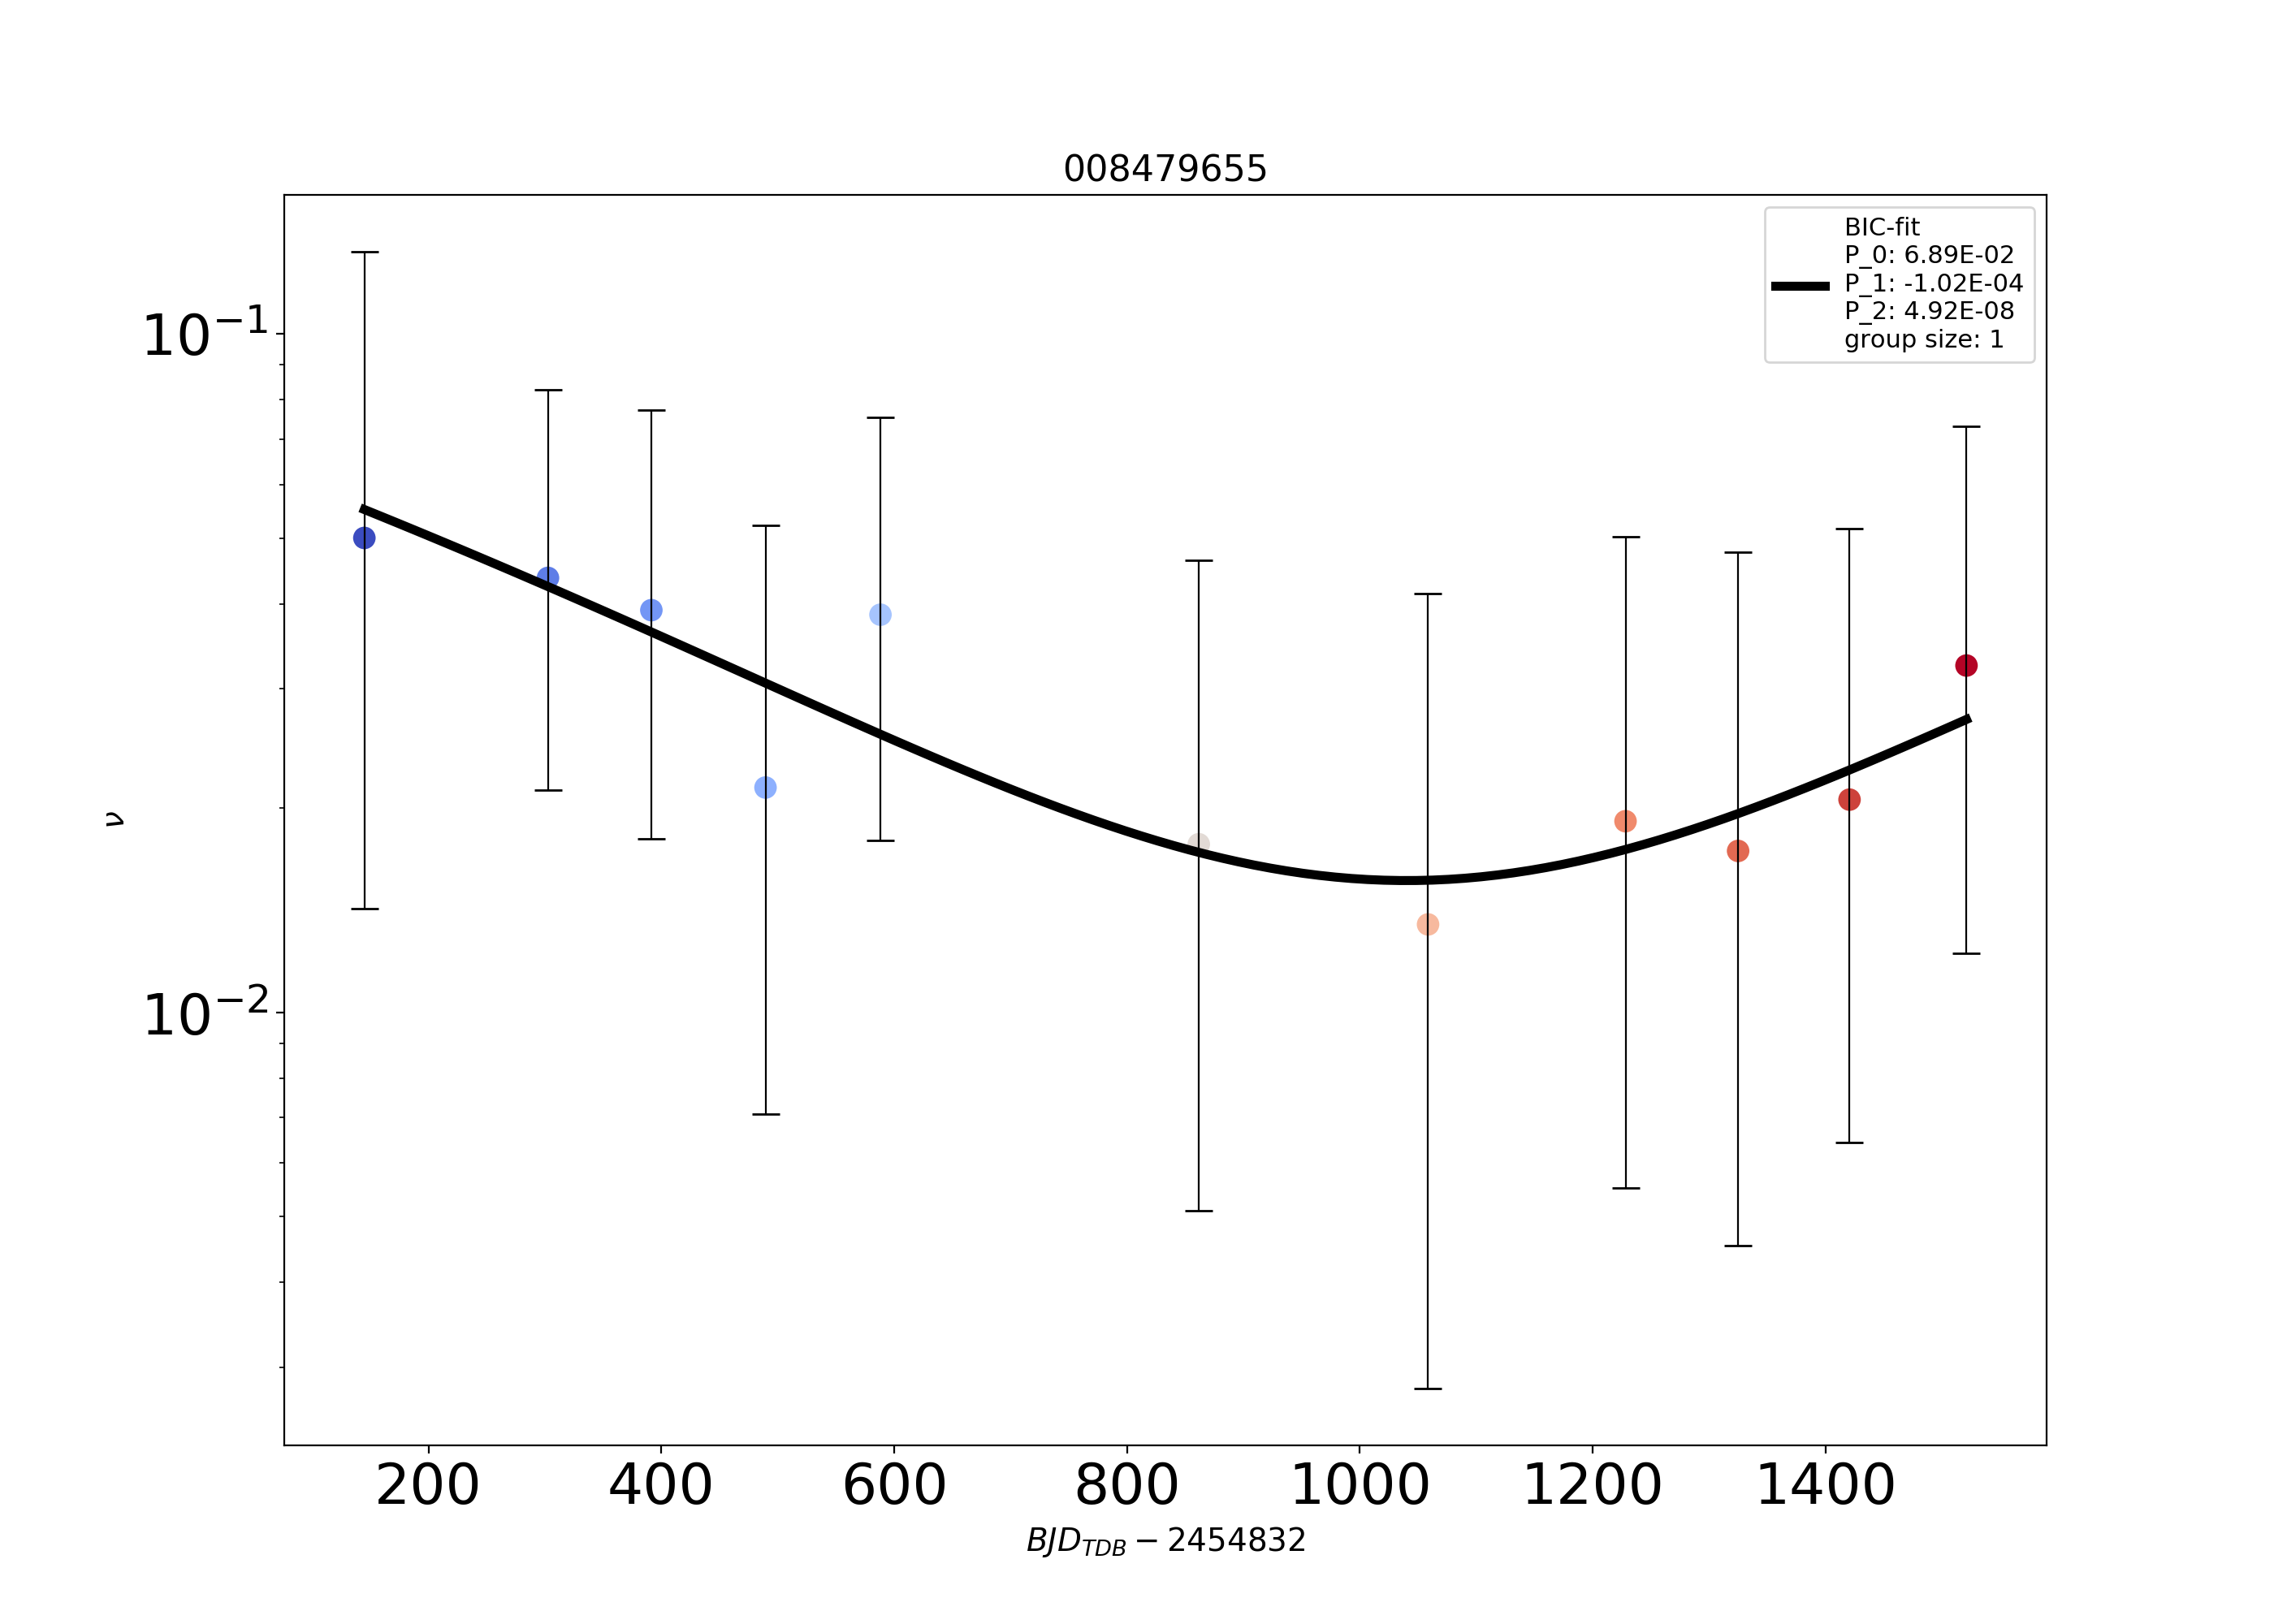 008479655
BIC-fit
P_0: 6.89E-02
P_1: -1.02E-04
P_2: 4.92E-08
group size: 1
10⁻¹
10⁻²
ν
200 400 600 800 1000 1200 1400
BJD_TDB − 2454832